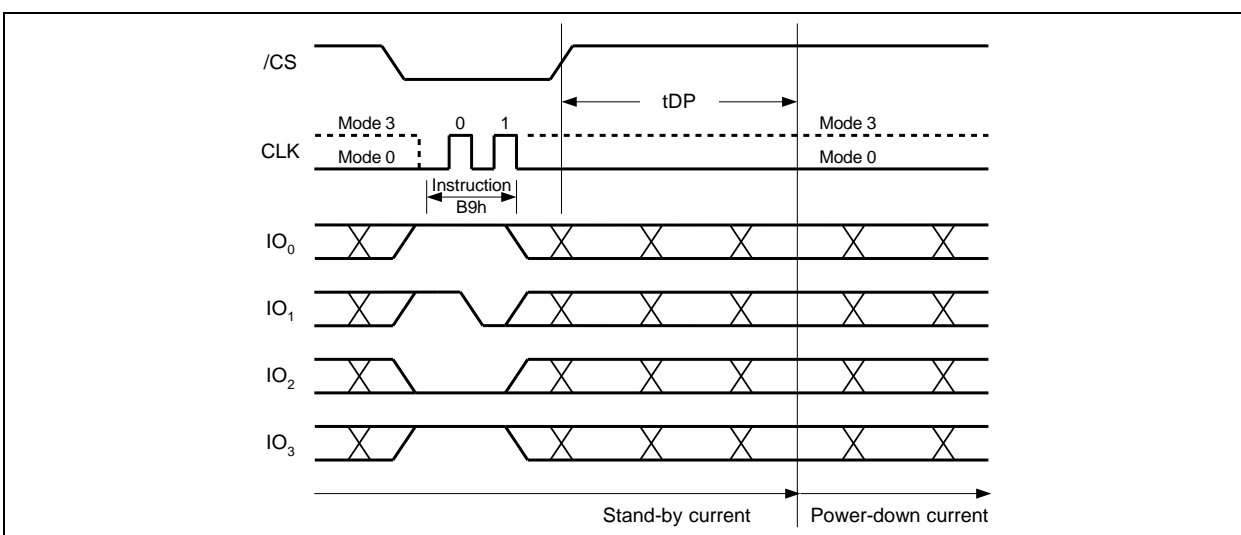 /CS
tDP
Mode 3 0 1 Mode 3
CLK
Mode 0 Mode 0
Instruction
B9h
IO0
IO1
IO2
IO3
Stand-by current Power-down current